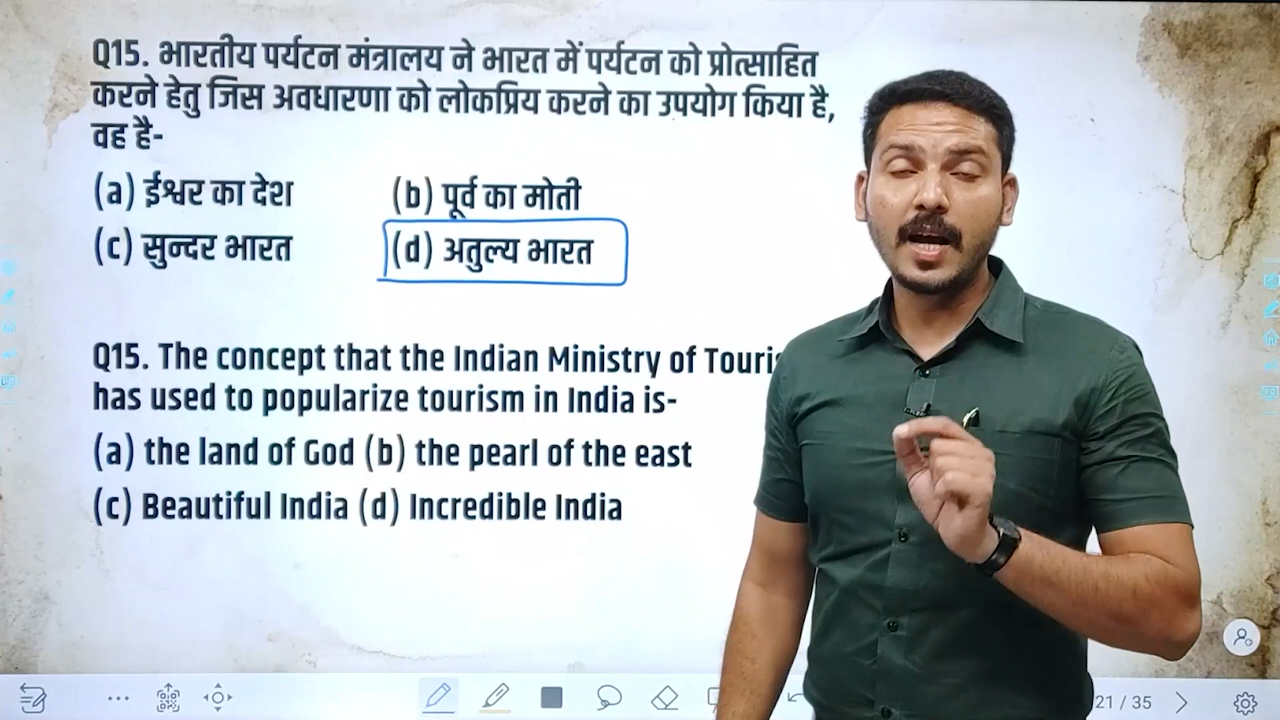 Q15. भारतीय पर्यटन मंत्रालय ने भारत में पर्यटन को प्रोत्साहित
करने हेतु जिस अवधारणा को लोकप्रिय करने का उपयोग किया है,
वह है-
(a) ईश्वर का देश (b) पूर्व का मोती
(c) सुन्दर भारत (d) अतुल्य भारत
Q15. The concept that the Indian Ministry of
has used to popularize tourism in India is-
(a) the land of God (b) the pearl of the east
(c) Beautiful India (d) Incredible India
21 / 35